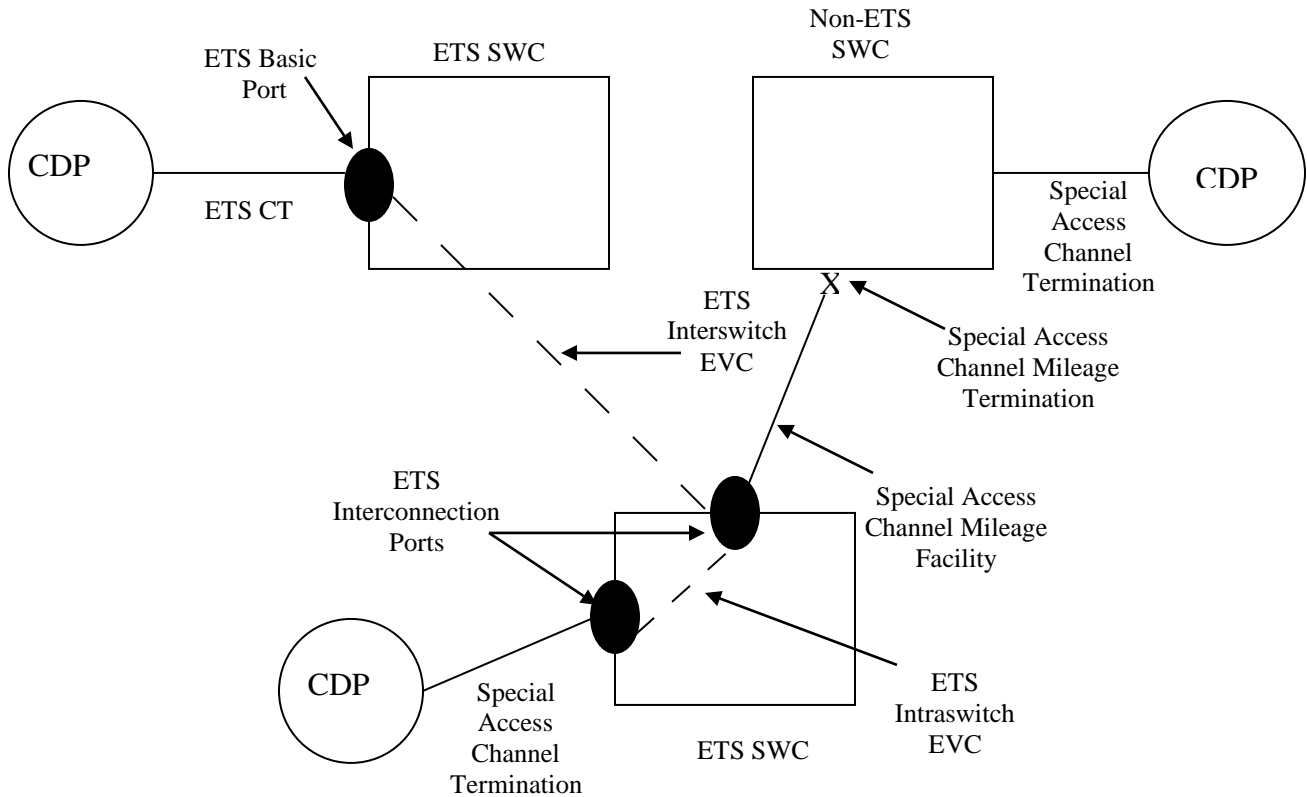 Non-ETS
SWC
ETS Basic
Port
ETS SWC
CDP
CDP
ETS CT
Special
Access
Channel
Termination
X
ETS
Interswitch
EVC
Special Access
Channel Mileage
Termination
ETS
Interconnection
Ports
Special Access
Channel Mileage
Facility
CDP
Special
Access
Channel
Termination
ETS SWC
ETS
Intraswitch
EVC